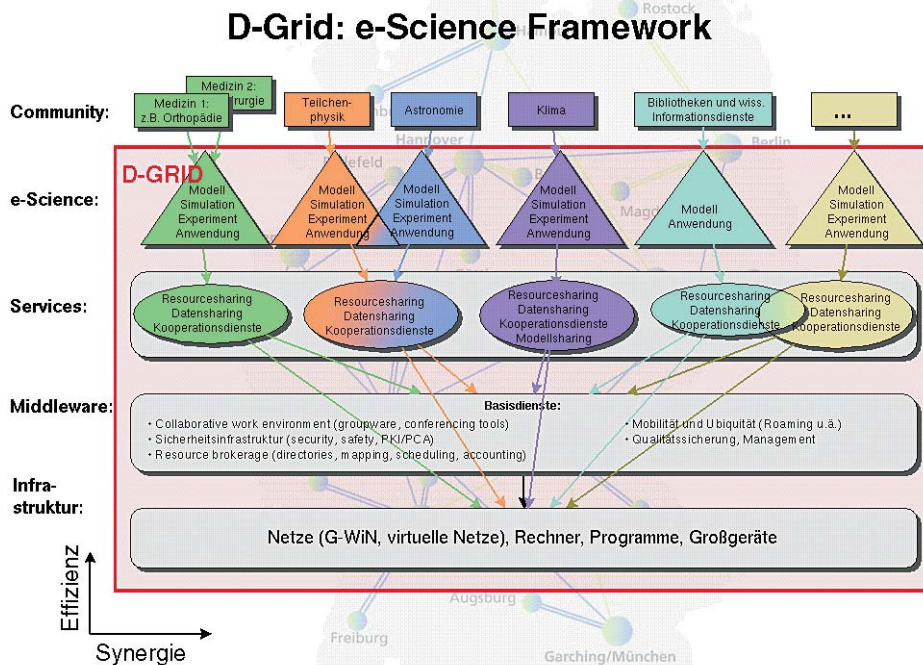 D-Grid: e-Science Framework
Rostock
Community:
Medizin 2:
Medizin 1:
z.B. Orthopädie
Teilchen-
physik
Astronomie
Klima
Bibliotheken und wiss.
Informationsdienste
...
Hannover
Berlin
D-GRID
e-Science:
Modell
Simulation
Experiment
Anwendung
Modell
Simulation
Experiment
Anwendung
Modell
Simulation
Experiment
Anwendung
Modell
Simulation
Experiment
Anwendung
Modell
Anwendung
Modell
Simulation
Experiment
Anwendung
Services:
Resourcesharing
Datensharing
Kooperationsdienste
Resourcesharing
Datensharing
Kooperationsdienste
Resourcesharing
Datensharing
Kooperationsdienste
Modellsharing
Resourcesharing
Datensharing
Kooperationsdienste
Resourcesharing
Datensharing
Kooperationsdienste
Middleware:
Basisdienste:
• Collaborative work environment (groupware, conferencing tools)
• Sicherheitsinfrastruktur (security, safety, PKI/PCA)
• Resource brokerage (directories, mapping, scheduling, accounting)
• Mobilität und Ubiquität (Roaming u.ä.)
• Qualitätssicherung, Management
Infra-
struktur:
Netze (G-WiN, virtuelle Netze), Rechner, Programme, Großgeräte
Effizienz
Synergie
Augsburg
Freiburg
Garching/München